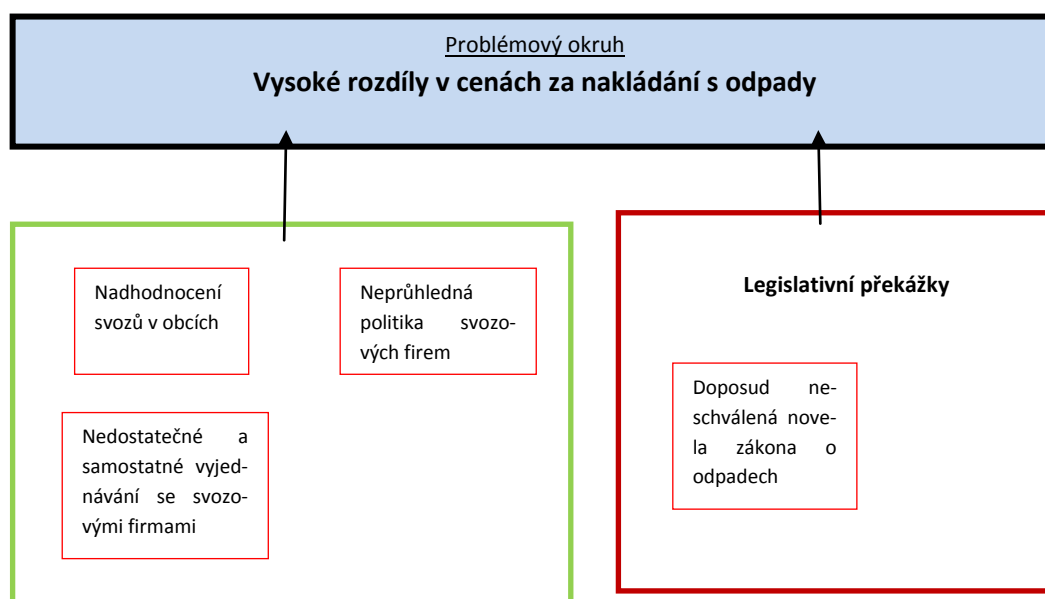 Problémový okruh
Vysoké rozdíly v cenách za nakládání s odpady
Nadhodnocení
svozů v obcích
Neprůhledná
politika svozo-
vých firem
Nedostatečné a
samostatné vyjed-
návání se svozo-
vými firmami
Legislativní překážky
Doposud ne-
schválená nove-
la zákona o
odpadech